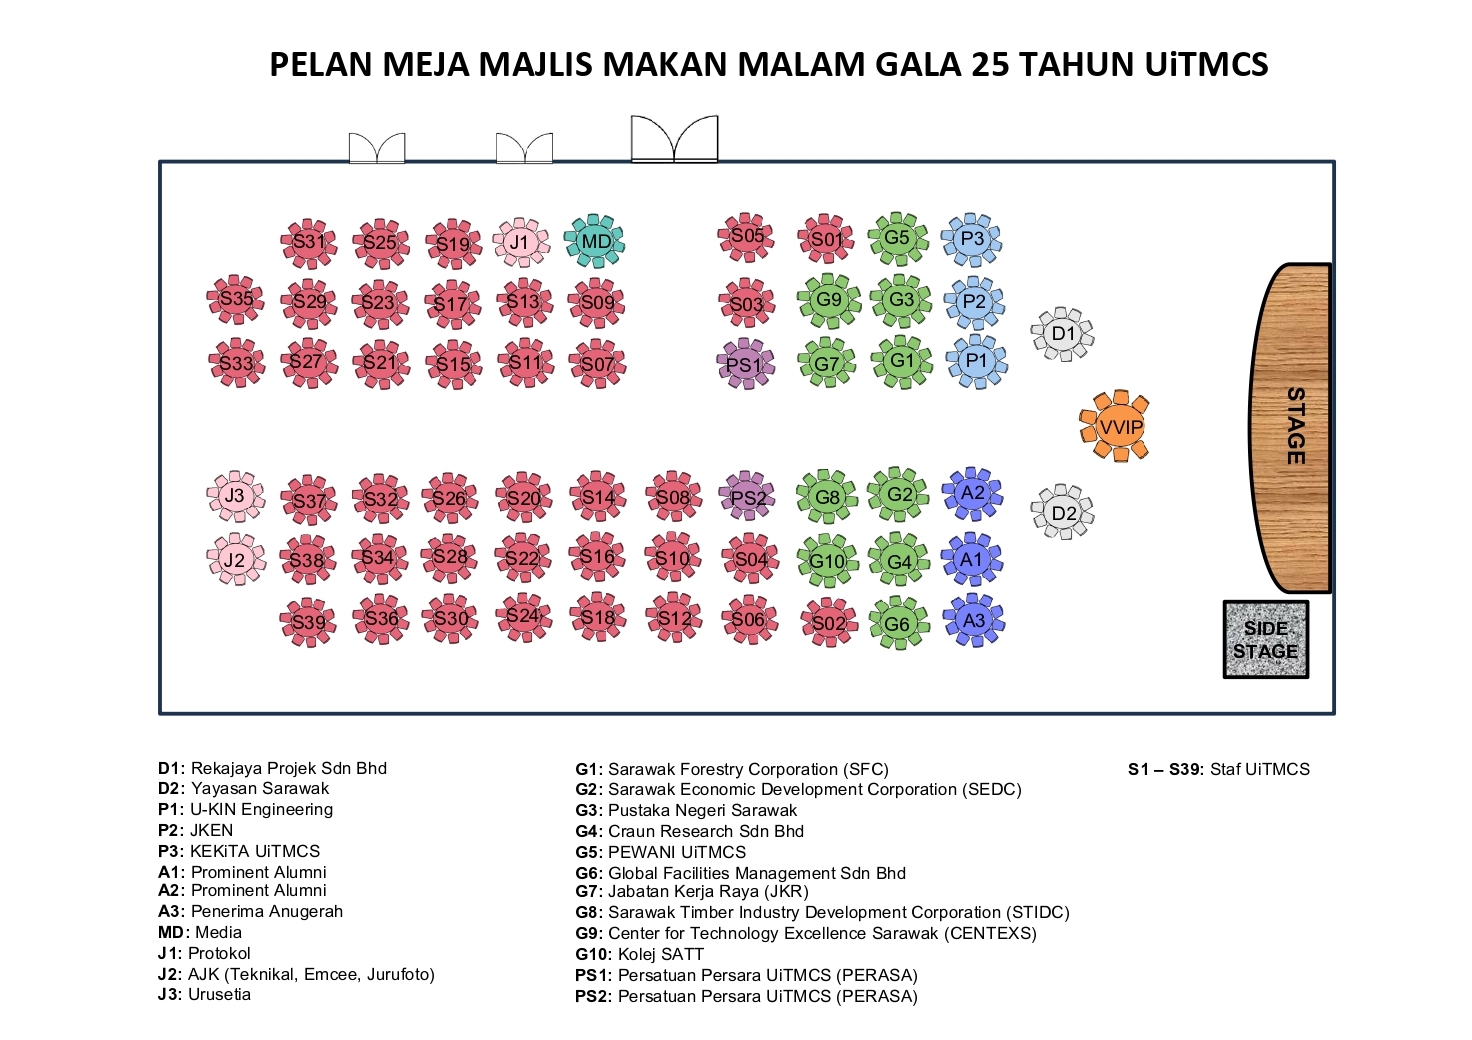 PELAN MEJA MAJLIS MAKAN MALAM GALA 25 TAHUN UiTMCS
S31 S25 S19 J1 MD S05 S01 G5 P3
S35 S29 S23 S17 S13 S09 S03 G9 G3 P2
D1
S33 S27 S21 S15 S11 S07 PS1 G7 G1 P1
VVIP
STAGE
J3 S37 S32 S26 S20 S14 S08 PS2 G8 G2 A2
D2
J2 S38 S34 S28 S22 S16 S10 S04 G10 G4 A1
S39 S36 S30 S24 S18 S12 S06 S02 G6 A3
SIDE
STAGE
D1: Rekajaya Projek Sdn Bhd
D2: Yayasan Sarawak
P1: U-KIN Engineering
P2: JKEN
P3: KEKiTA UiTMCS
A1: Prominent Alumni
A2: Prominent Alumni
A3: Penerima Anugerah
MD: Media
J1: Protokol
J2: AJK (Teknikal, Emcee, Jurufoto)
J3: Urusetia
G1: Sarawak Forestry Corporation (SFC)
G2: Sarawak Economic Development Corporation (SEDC)
G3: Pustaka Negeri Sarawak
G4: Craun Research Sdn Bhd
G5: PEWANI UiTMCS
G6: Global Facilities Management Sdn Bhd
G7: Jabatan Kerja Raya (JKR)
G8: Sarawak Timber Industry Development Corporation (STIDC)
G9: Center for Technology Excellence Sarawak (CENTEXS)
G10: Kolej SATT
PS1: Persatuan Persara UiTMCS (PERASA)
PS2: Persatuan Persara UiTMCS (PERASA)
S1 – S39: Staf UiTMCS